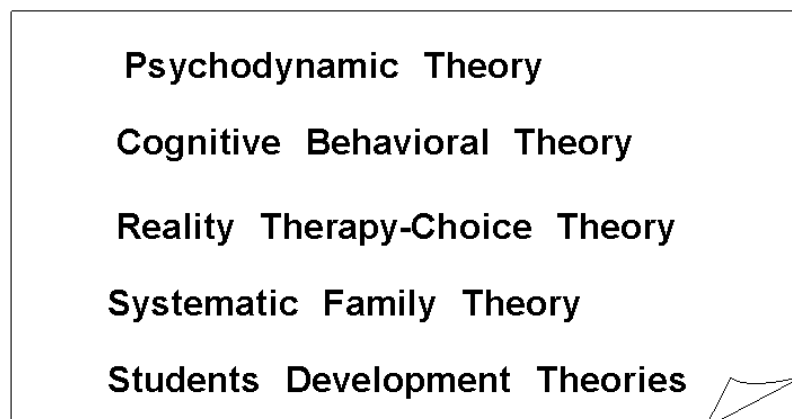 Psychodynamic Theory
Cognitive Behavioral Theory
Reality Therapy-Choice Theory
Systematic Family Theory
Students Development Theories